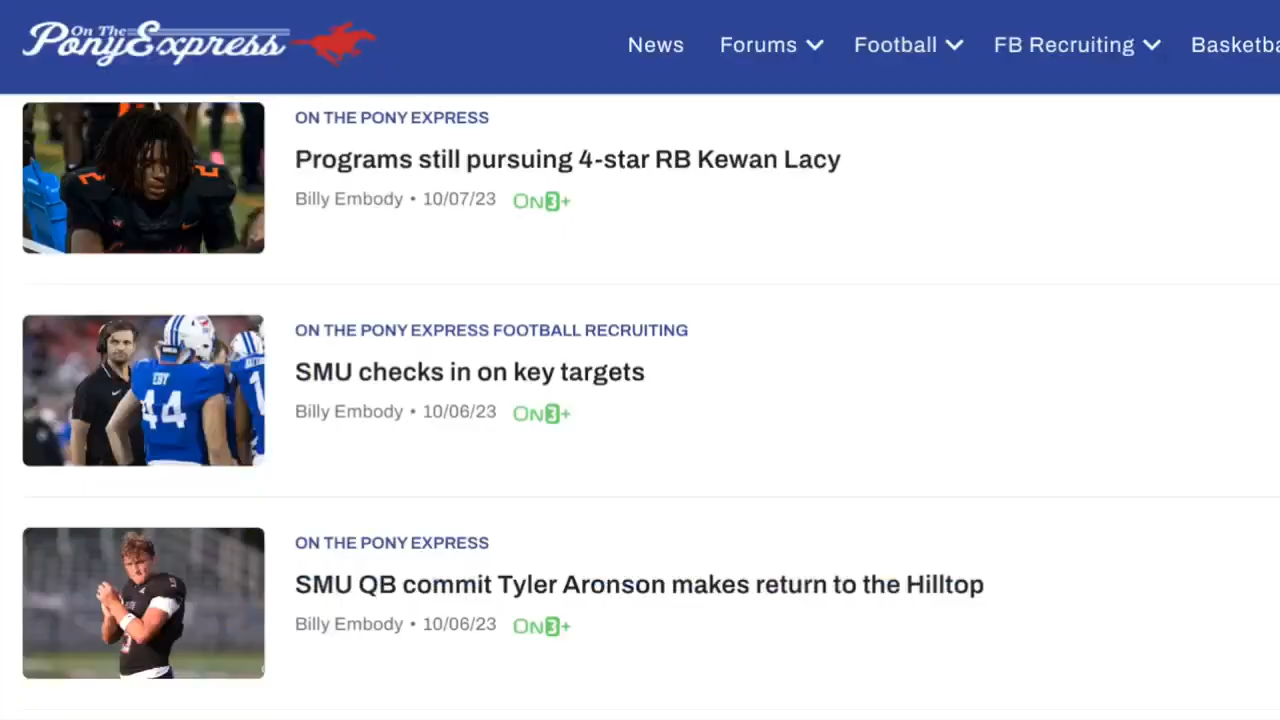 On The
PonyExpress
News Forums Football FB Recruiting Basketba
ON THE PONY EXPRESS
Programs still pursuing 4-star RB Kewan Lacy
Billy Embody • 10/07/23 ON3+
ON THE PONY EXPRESS FOOTBALL RECRUITING
SMU checks in on key targets
Billy Embody • 10/06/23 ON3+
EBY
44
ON THE PONY EXPRESS
SMU QB commit Tyler Aronson makes return to the Hilltop
Billy Embody • 10/06/23 ON3+